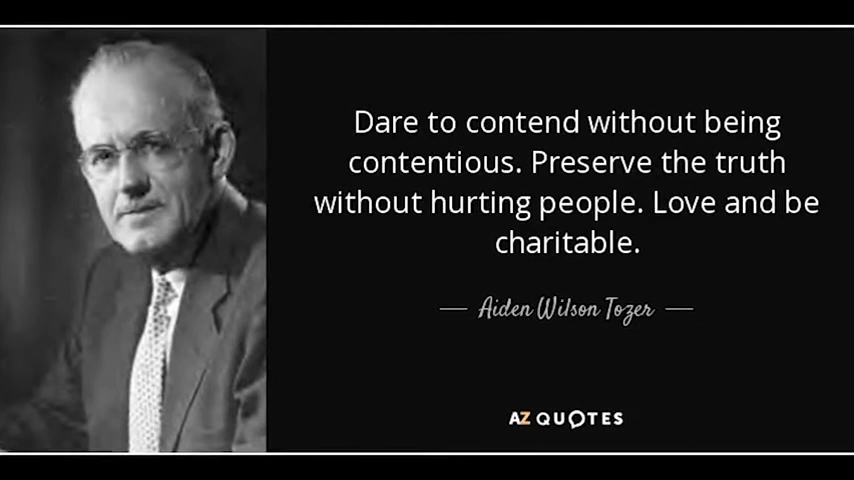 Dare to contend without being
contentious. Preserve the truth
without hurting people. Love and be
charitable.
— Aiden Wilson Tozer —
AZ QUOTES